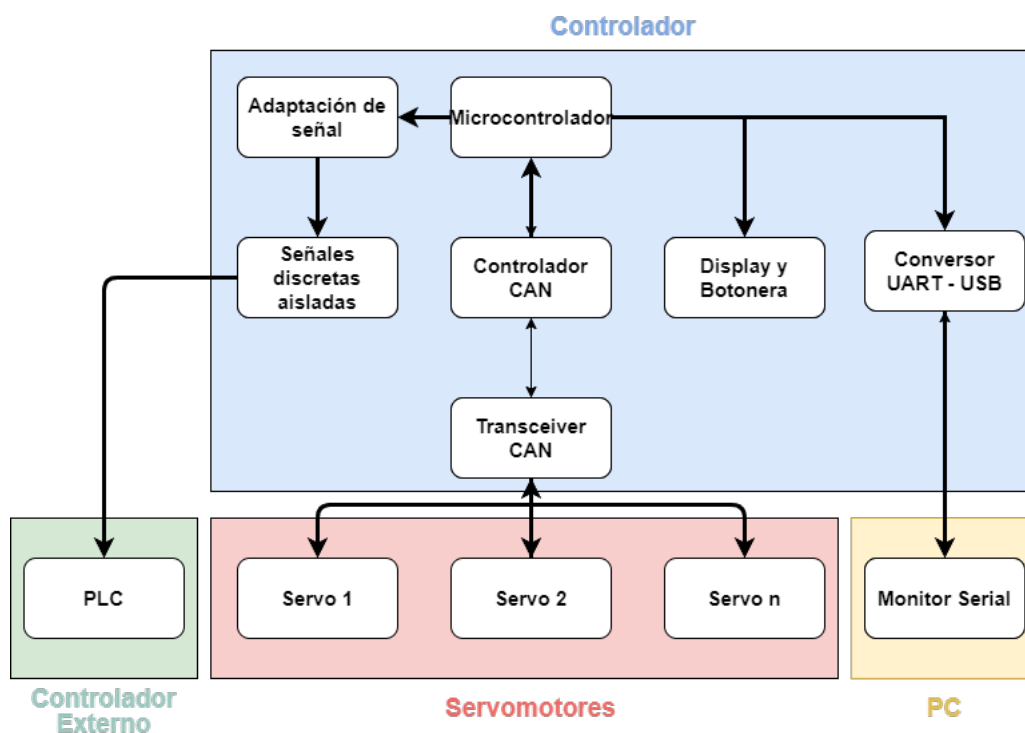 Controlador
Adaptación de
señal
Microcontrolador
Señales
discretas
aisladas
Controlador
CAN
Display y
Botonera
Conversor
UART - USB
Transceiver
CAN
PLC
Servo 1
Servo 2
Servo n
Monitor Serial
Controlador
Externo
Servomotores
PC